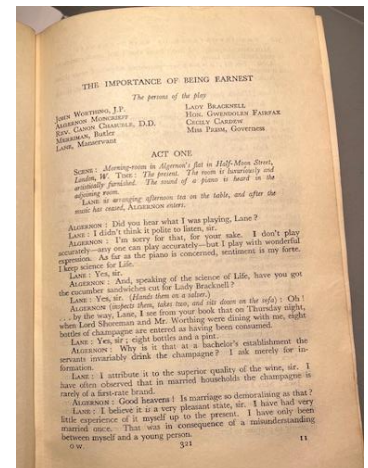 THE IMPORTANCE OF BEING EARNEST
The persons of the play
JOHN WORTHING, J.P.
ALGERNON MONCRIEFF
REV. CANON CHASUBLE, D.D.
MERRIMAN, Butler
LANE, Manservant
LADY BRACKNELL
HON. GWENDOLEN FAIRFAX
CECILY CARDEW
MISS PRISM, Governess
ACT ONE
SCENE : Morning-room in Algernon's flat in Half-Moon Street,
London, W. TIME : The present. The room is luxuriously and
artistically furnished. The sound of a piano is heard in the
adjoining room.
LANE is arranging afternoon tea on the table, and after the
music has ceased, ALGERNON enters.
ALGERNON : Did you hear what I was playing, Lane ?
LANE : I didn't think it polite to listen, sir.
ALGERNON : I'm sorry for that, for your sake. I don't play
accurately—any one can play accurately—but I play with wonderful
expression. As far as the piano is concerned, sentiment is my forte.
I keep science for Life.
LANE : Yes, sir.
ALGERNON : And, speaking of the science of Life, have you got
the cucumber sandwiches cut for Lady Bracknell ?
LANE : Yes, sir. (Hands them on a salver.)
ALGERNON (inspects them, takes two, and sits down on the sofa) : Oh !
. . . by the way, Lane, I see from your book that on Thursday night,
when Lord Shoreman and Mr. Worthing were dining with me, eight
bottles of champagne are entered as having been consumed.
LANE : Yes, sir ; eight bottles and a pint.
ALGERNON : Why is it that at a bachelor's establishment the
servants invariably drink the champagne ? I ask merely for in-
formation.
LANE : I attribute it to the superior quality of the wine, sir. I
have often observed that in married households the champagne is
rarely of a first-rate brand.
ALGERNON : Good heavens ! Is marriage so demoralising as that ?
LANE : I believe it is a very pleasant state, sir. I have had very
little experience of it myself up to the present. I have only been
married once. That was in consequence of a misunderstanding
between myself and a young person.
O W.
321
11